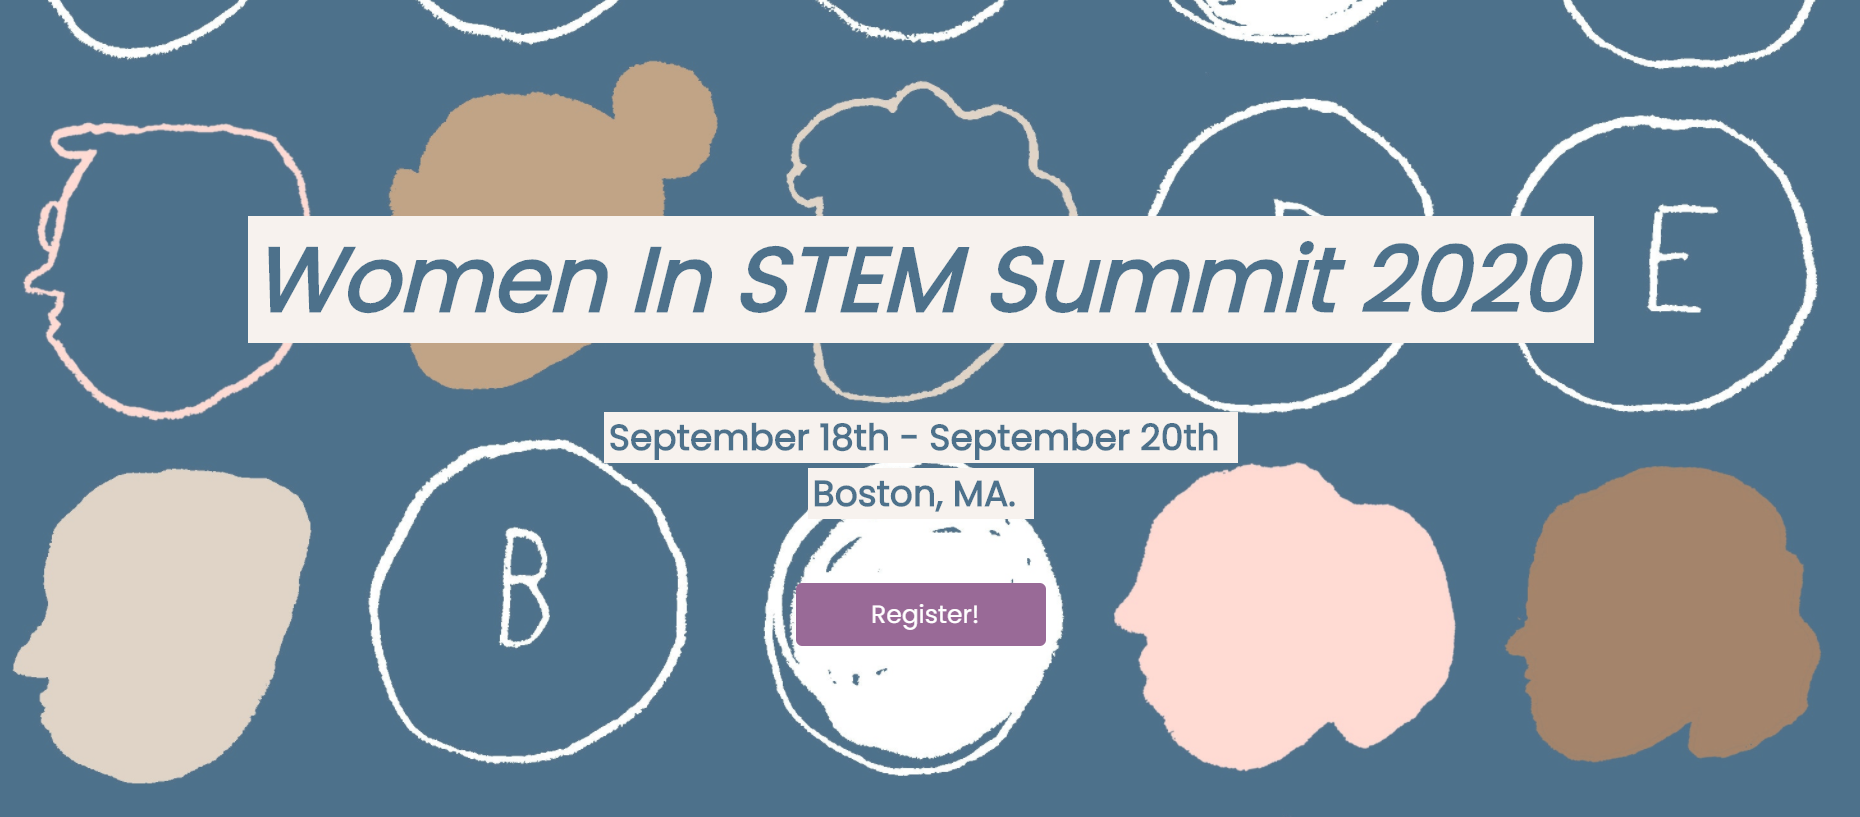 Women In STEM Summit 2020
E
September 18th - September 20th
Boston, MA.
B
Register!